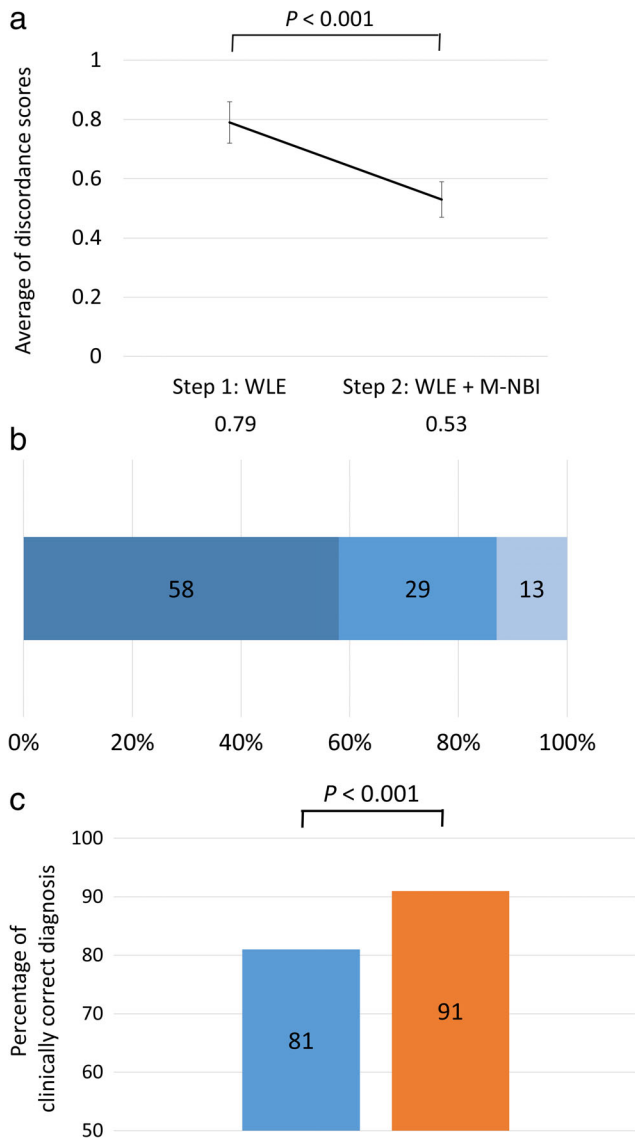 a
P < 0.001
1
0.8
0.6
0.4
0.2
0
Average of discordance scores
Step 1: WLE Step 2: WLE + M-NBI
0.79 0.53
b
58 29 13
0% 20% 40% 60% 80% 100%
c
P < 0.001
100
90
80
70
60
50
Percentage of
clinically correct diagnosis
81
91